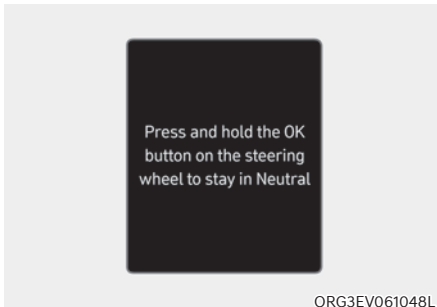 Press and hold the OK
button on the steering
wheel to stay in Neutral
ORG3EV061048L